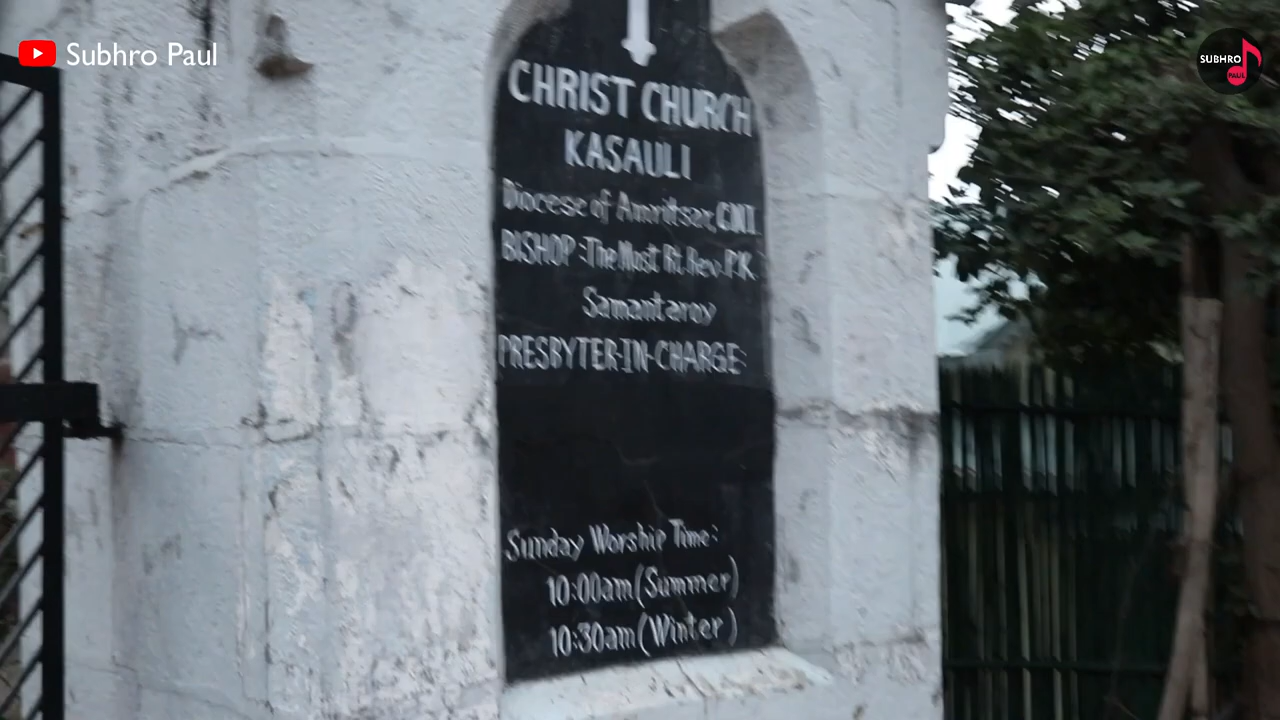 Subhro Paul
SUBHRO
PAUL
CHRIST CHURCH
KASAULI
Diocese of Amritsar, CNI
BISHOP :The Most Rt. Rev. P.K.
Samantaroy
PRESBYTER-IN-CHARGE:
Sunday Worship Time:
10:00am (Summer)
10:30am (Winter)